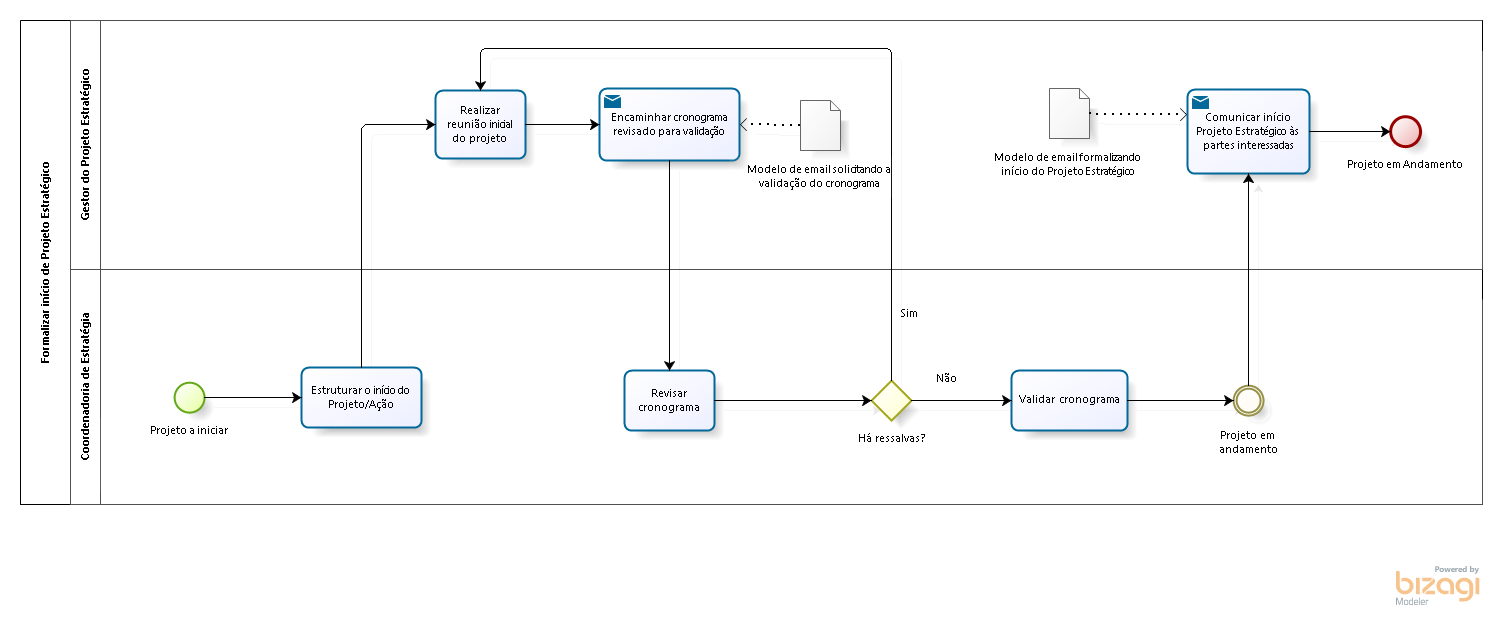 Formalizar início de Projeto Estratégico
Gestor do Projeto Estratégico
Realizar
reunião inicial
do projeto
Encaminhar cronograma
revisado para validação
Modelo de email solicitando a
validação do cronograma
Modelo de email formalizando
início do Projeto Estratégico
Comunicar início
Projeto Estratégico às
partes interessadas
Projeto em Andamento
Coordenadoria de Estratégia
Projeto a iniciar
Estruturar o início do
Projeto/Ação
Revisar
cronograma
Sim
Há ressalvas?
Não
Validar cronograma
Projeto em
andamento
Powered by
bizagi
Modeler